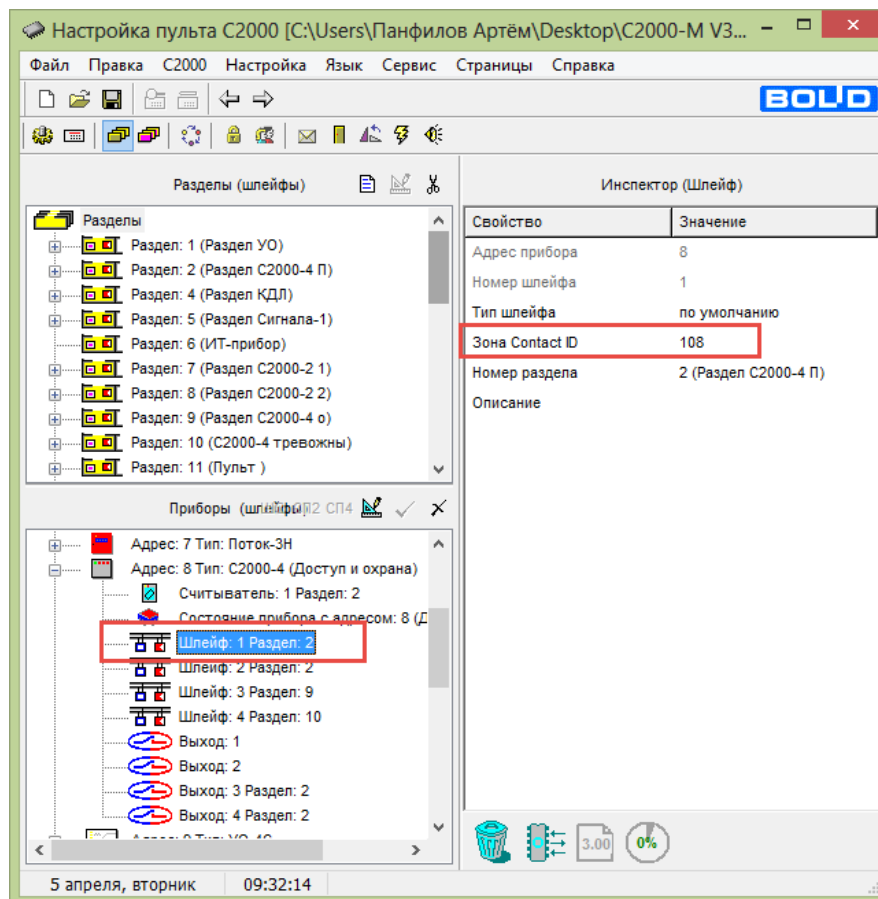 Настройка пульта C2000 [C:\Users\Панфилов Артём\Desktop\C2000-M V3...
Файл Правка C2000 Настройка Язык Сервис Страницы Справка
BOLID
Разделы (шлейфы)
Разделы
Раздел: 1 (Раздел УО)
Раздел: 2 (Раздел С2000-4 П)
Раздел: 4 (Раздел КДЛ)
Раздел: 5 (Раздел Сигнала-1)
Раздел: 6 (ИТ-прибор)
Раздел: 7 (Раздел С2000-2 1)
Раздел: 8 (Раздел С2000-2 2)
Раздел: 9 (Раздел С2000-4 о)
Раздел: 10 (С2000-4 тревожны)
Раздел: 11 (Пульт )
Приборы (шлейфы) СП2 СП4
Адрес: 7 Тип: Поток-3Н
Адрес: 8 Тип: С2000-4 (Доступ и охрана)
Считыватель: 1 Раздел: 2
Состояние прибора с адресом: 8 (Д
Шлейф: 1 Раздел: 2
Шлейф: 2 Раздел: 2
Шлейф: 3 Раздел: 9
Шлейф: 4 Раздел: 10
Выход: 1
Выход: 2
Выход: 3 Раздел: 2
Выход: 4 Раздел: 2
Инспектор (Шлейф)
Свойство Значение
Адрес прибора 8
Номер шлейфа 1
Тип шлейфа по умолчанию
Зона Contact ID 108
Номер раздела 2 (Раздел С2000-4 П)
Описание
3.00 0%
5 апреля, вторник 09:32:14